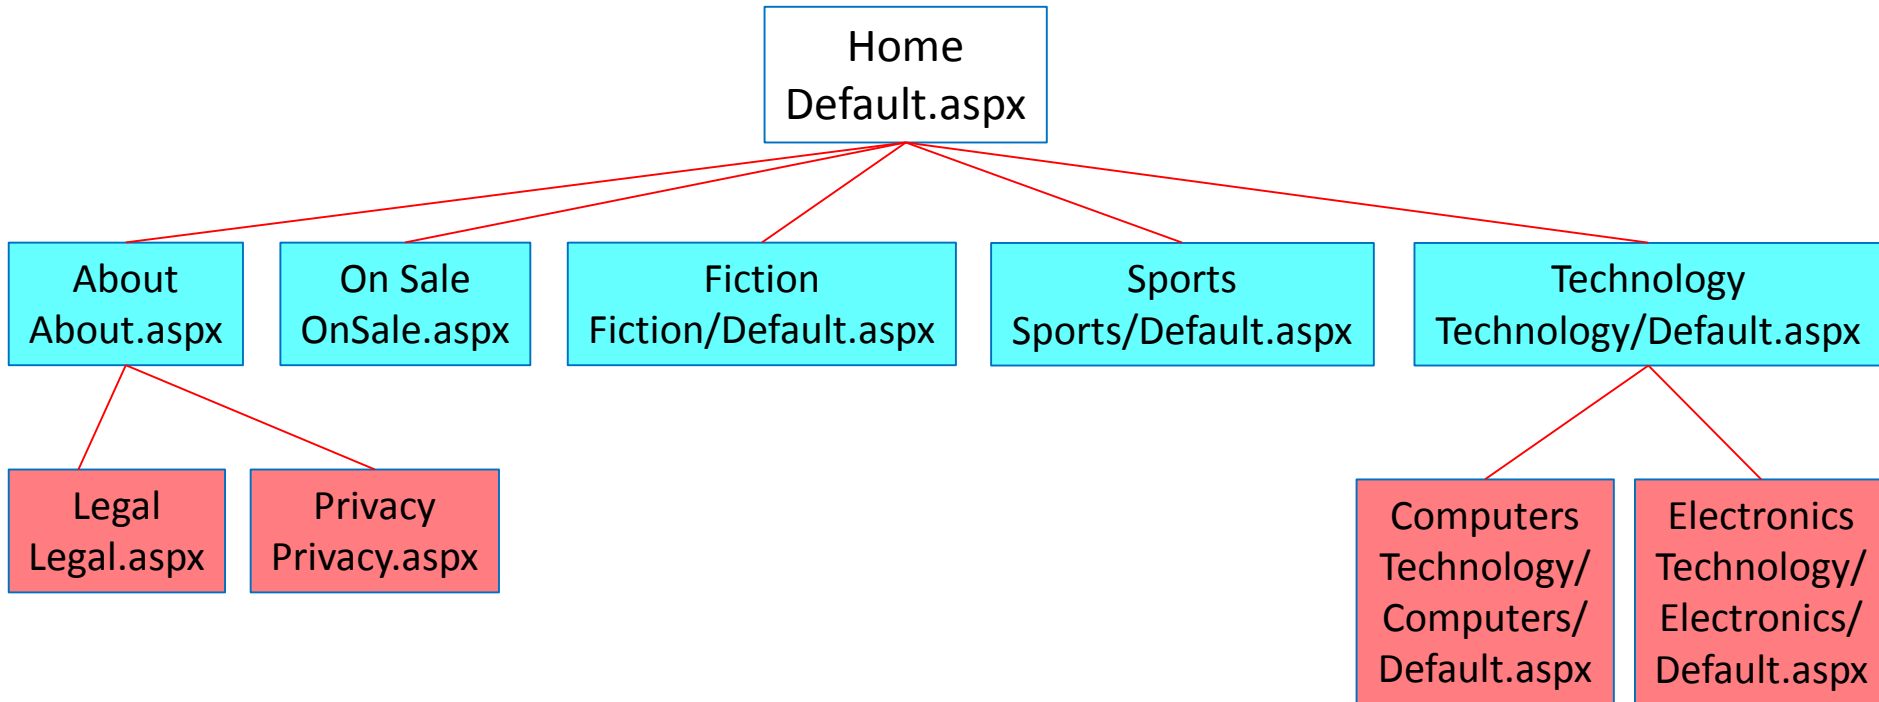 Home
Default.aspx
About
About.aspx
On Sale
OnSale.aspx
Fiction
Fiction/Default.aspx
Sports
Sports/Default.aspx
Technology
Technology/Default.aspx
Legal
Legal.aspx
Privacy
Privacy.aspx
Computers
Technology/
Computers/
Default.aspx
Electronics
Technology/
Electronics/
Default.aspx